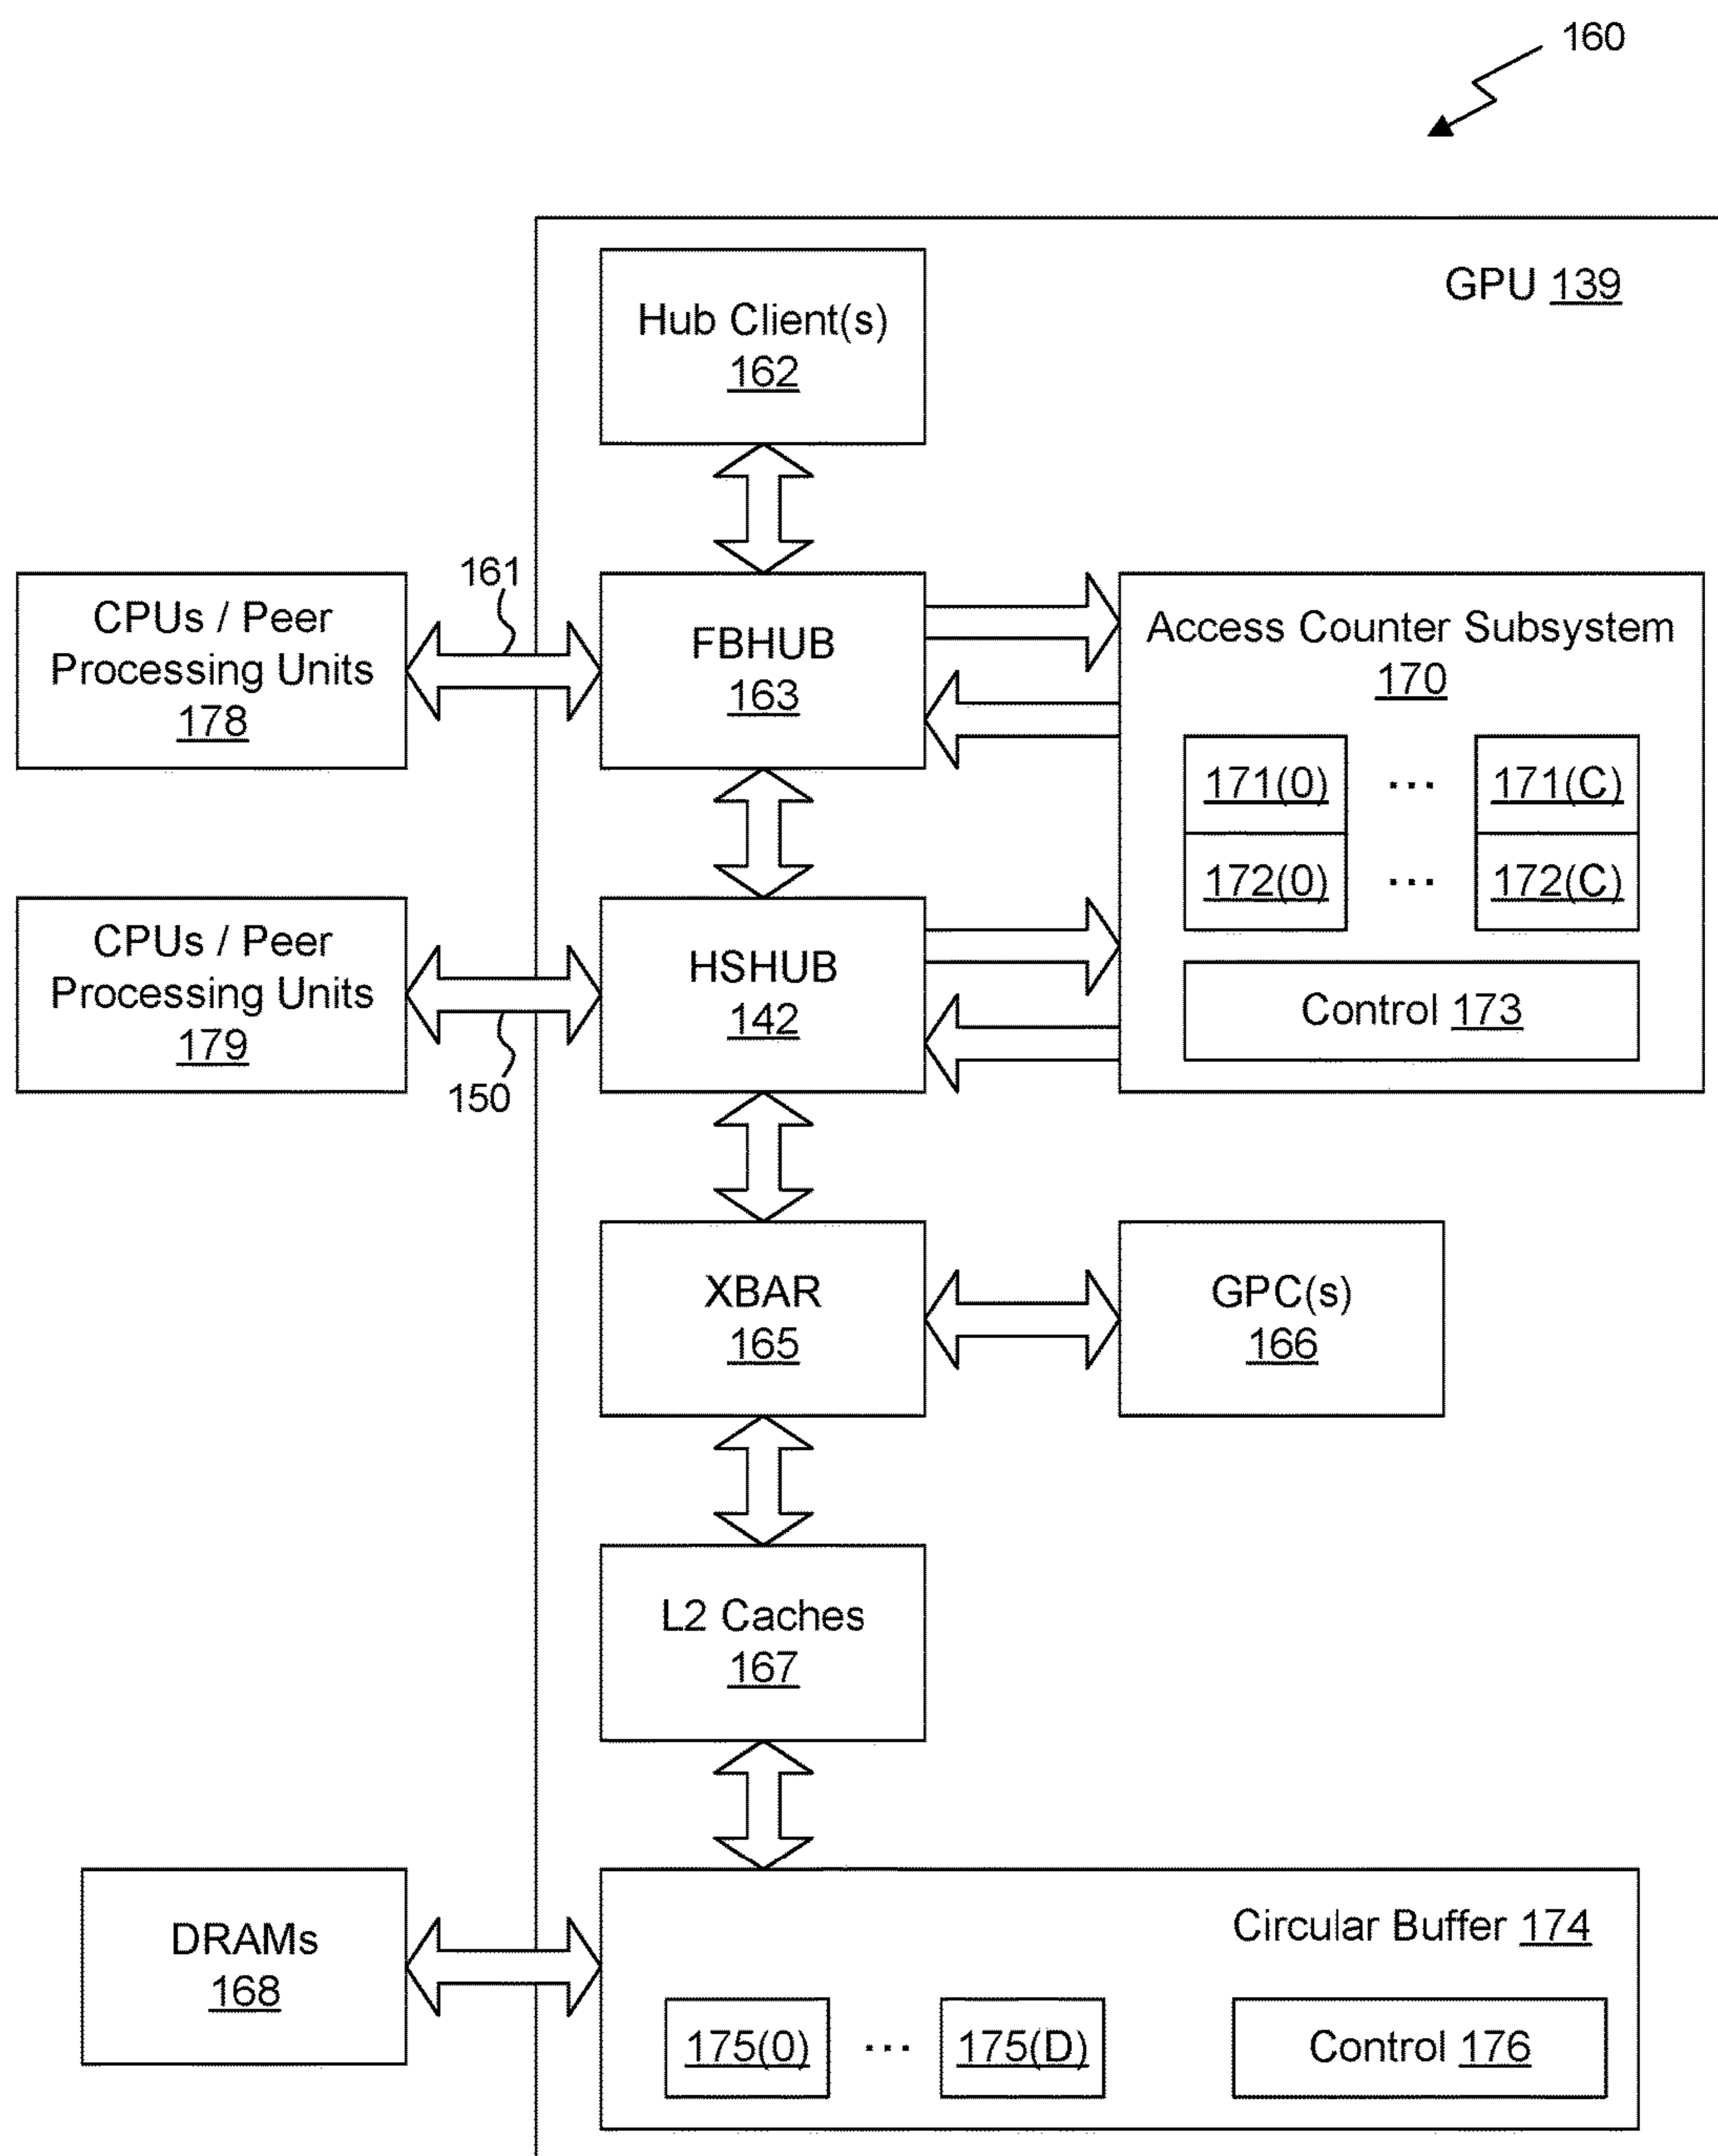 160
GPU 139
Hub Client(s)
162
161
CPUs / Peer
Processing Units
178
FBHUB
163
Access Counter Subsystem
170
171(0) ... 171(C)
172(0) ... 172(C)
Control 173
CPUs / Peer
Processing Units
179
150
HSHUB
142
XBAR
165
GPC(s)
166
L2 Caches
167
DRAMs
168
Circular Buffer 174
175(0) ... 175(D)
Control 176